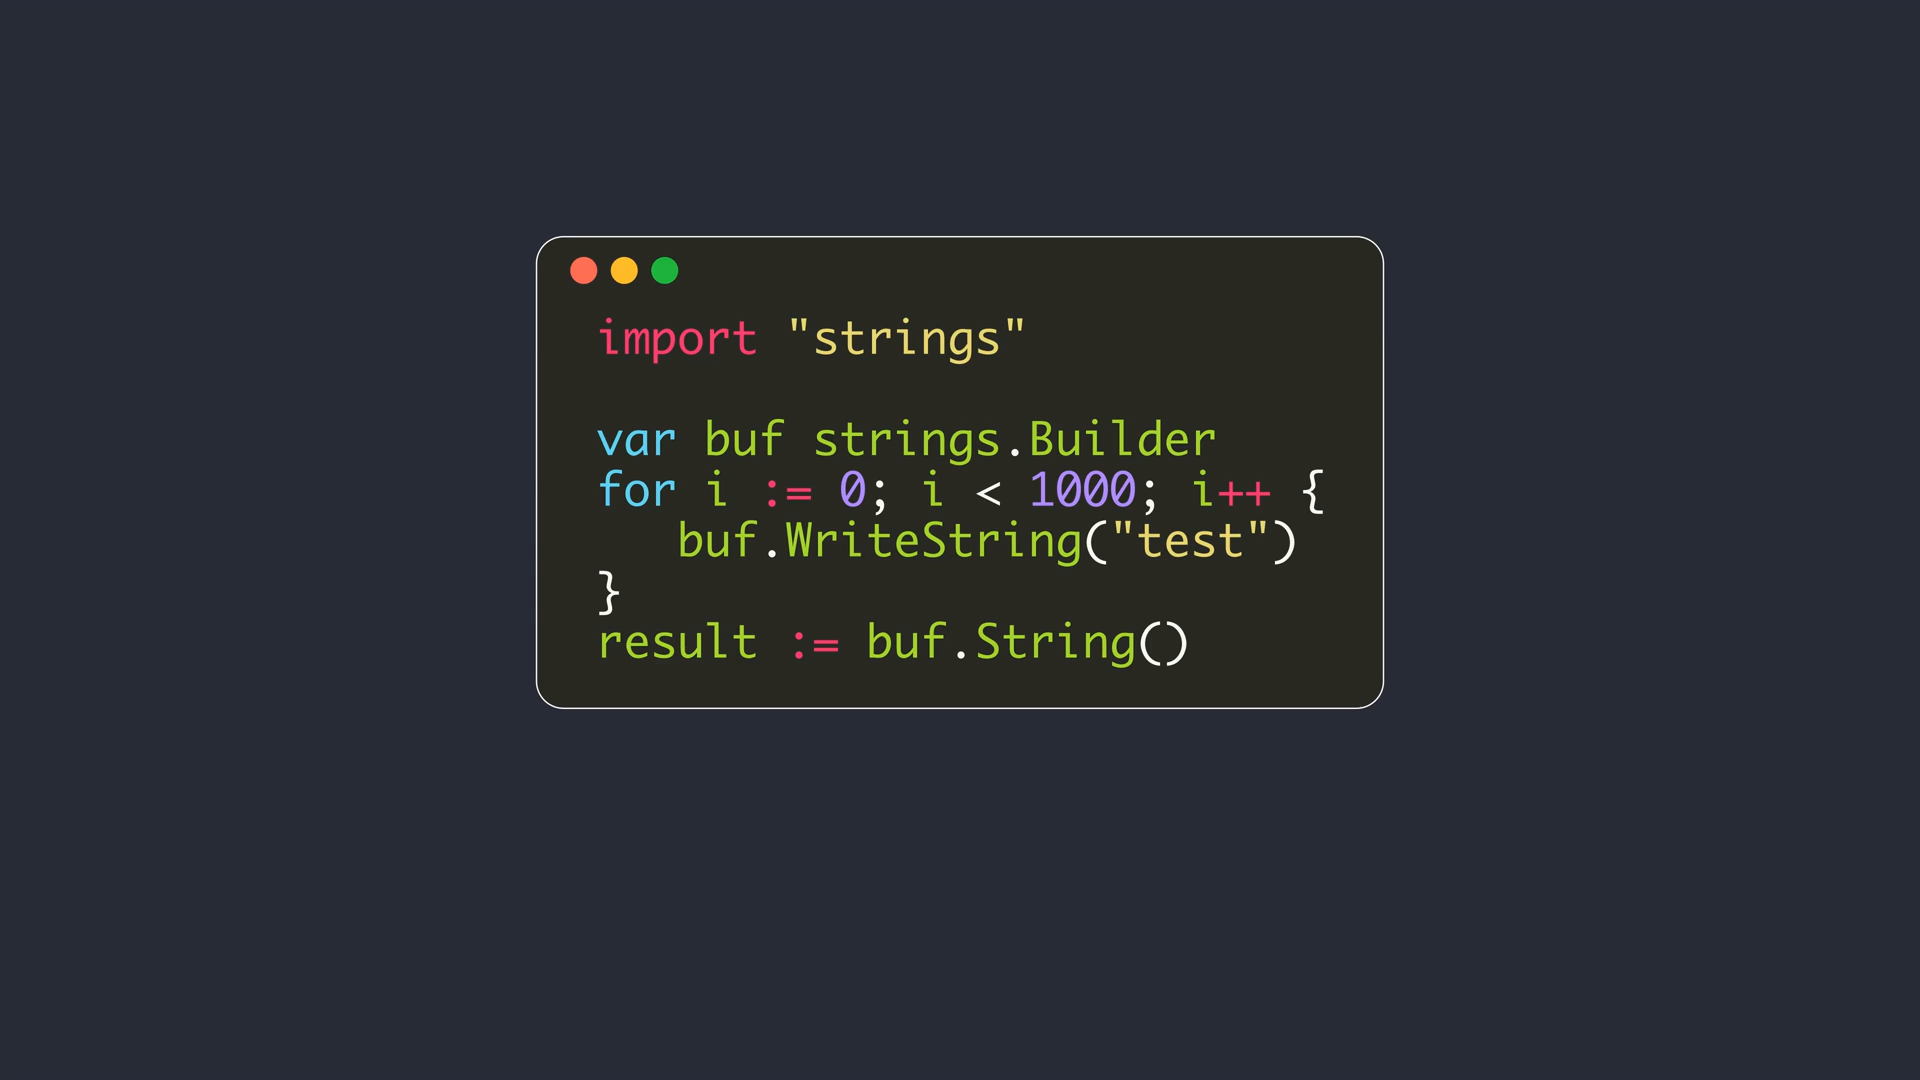 import "strings"

var buf strings.Builder
for i := 0; i < 1000; i++ {
   buf.WriteString("test")
}
result := buf.String()